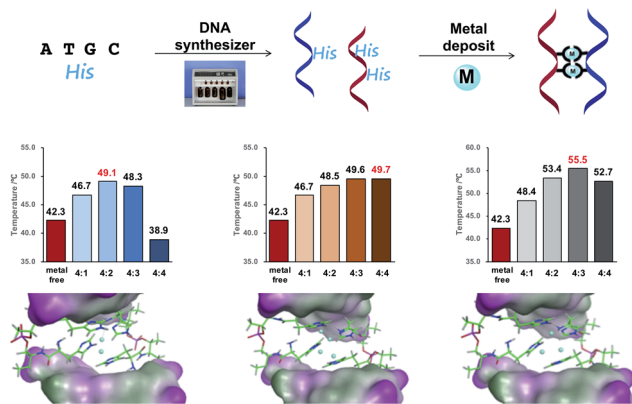 A T G C
His
DNA
synthesizer
His
His
His
Metal
deposit
M
M
M
Temperature /ºC
55.0
50.0
45.0
40.0
35.0
42.3
46.7
49.1
48.3
38.9
metal
free
4:1
4:2
4:3
4:4
Temperature /ºC
55.0
50.0
45.0
40.0
35.0
42.3
46.7
48.5
49.6
49.7
metal
free
4:1
4:2
4:3
4:4
Temperature /ºC
60.0
55.0
50.0
45.0
40.0
35.0
42.3
48.4
53.4
55.5
52.7
metal
free
4:1
4:2
4:3
4:4